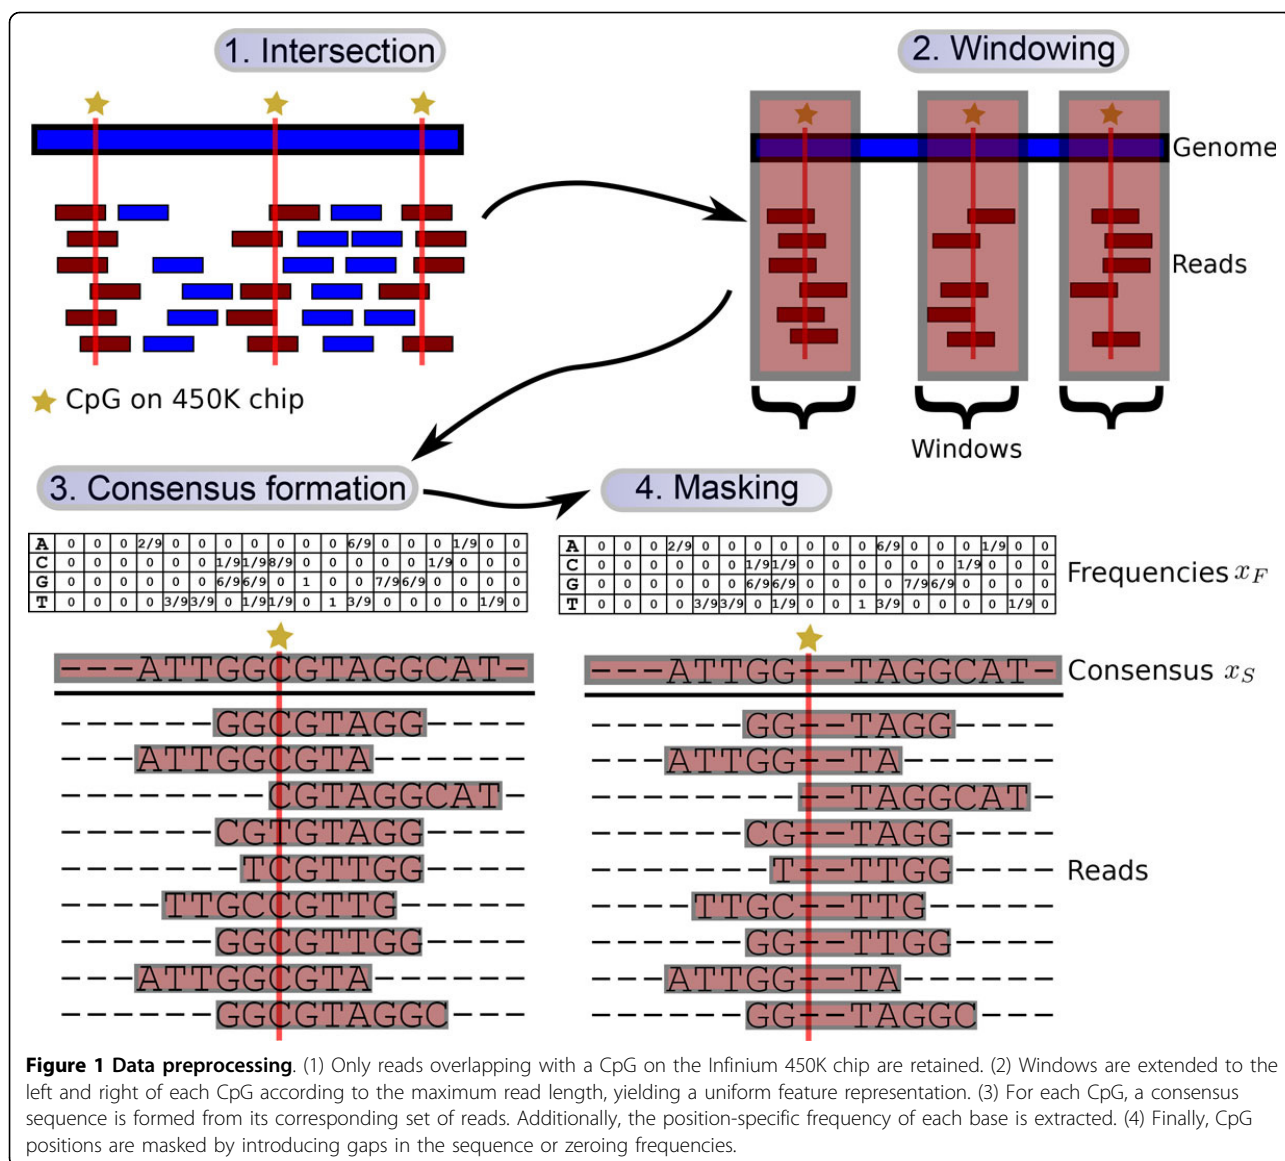 1. Intersection
2. Windowing
Genome
Reads
CpG on 450K chip
Windows
3. Consensus formation
4. Masking
A 0 0 0 2/9 0 0 0 0 0 0 0 6/9 0 0 0 1/9 0 0
C 0 0 0 0 0 0 1/9 1/9 8/9 0 0 0 0 0 1/9 0 0 0
G 0 0 0 0 0 0 6/9 6/9 0 1 0 0 7/9 6/9 0 0 0 0
T 0 0 0 0 3/9 3/9 0 1/9 1/9 0 1 3/9 0 0 0 0 1/9 0
A 0 0 0 2/9 0 0 0 0 0 0 0 6/9 0 0 0 1/9 0 0
C 0 0 0 0 0 0 1/9 1/9 0 0 0 0 0 0 1/9 0 0 0
G 0 0 0 0 0 0 6/9 6/9 0 0 0 0 7/9 6/9 0 0 0 0
T 0 0 0 0 3/9 3/9 0 1/9 0 0 1 3/9 0 0 0 0 1/9 0
Frequencies x_F
---ATTGGCGTAGGCAT-
------GGCGTAGG----
---ATTGGCGTA------
--------CGTAGGCAT-
------CGTGTAGG----
-------TCGTTGG----
----TTGCCGTTG-----
------GGCGTTGG----
---ATTGGCGTA------
------GGCGTAGGC---
---ATTGG--TAGGCAT-
Consensus x_S
------GG--TAGG----
---ATTGG--TA------
----------TAGGCAT-
------CG--TAGG----
-------T--TTGG----
Reads
----TTGC--TTG-----
------GG--TTGG----
---ATTGG--TA------
------GG--TAGGC---
Figure 1 Data preprocessing. (1) Only reads overlapping with a CpG on the Infinium 450K chip are retained. (2) Windows are extended to the
left and right of each CpG according to the maximum read length, yielding a uniform feature representation. (3) For each CpG, a consensus
sequence is formed from its corresponding set of reads. Additionally, the position-specific frequency of each base is extracted. (4) Finally, CpG
positions are masked by introducing gaps in the sequence or zeroing frequencies.